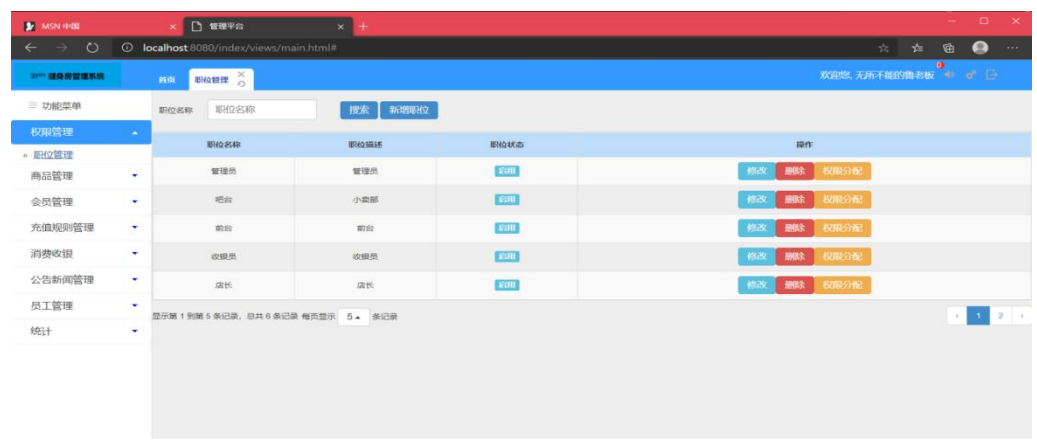 MSN 中国
管理平台
localhost:8080/index/views/main.html#
健身房管理系统
首页 职位管理
欢迎您, 无所不能的鲁老板 0
功能菜单
职位名称 职位名称 搜索 新增职位
权限管理
职位管理
商品管理
会员管理
充值规则管理
消费收银
公告新闻管理
员工管理
统计
职位名称 职位描述 职位状态 操作
管理员 管理员 启用 修改 删除 权限分配
吧台 小卖部 启用 修改 删除 权限分配
前台 前台 启用 修改 删除 权限分配
收银员 收银员 启用 修改 删除 权限分配
店长 店长 启用 修改 删除 权限分配
显示第 1 到第 5 条记录，总共 6 条记录 每页显示 5 条记录
‹ 1 2 ›